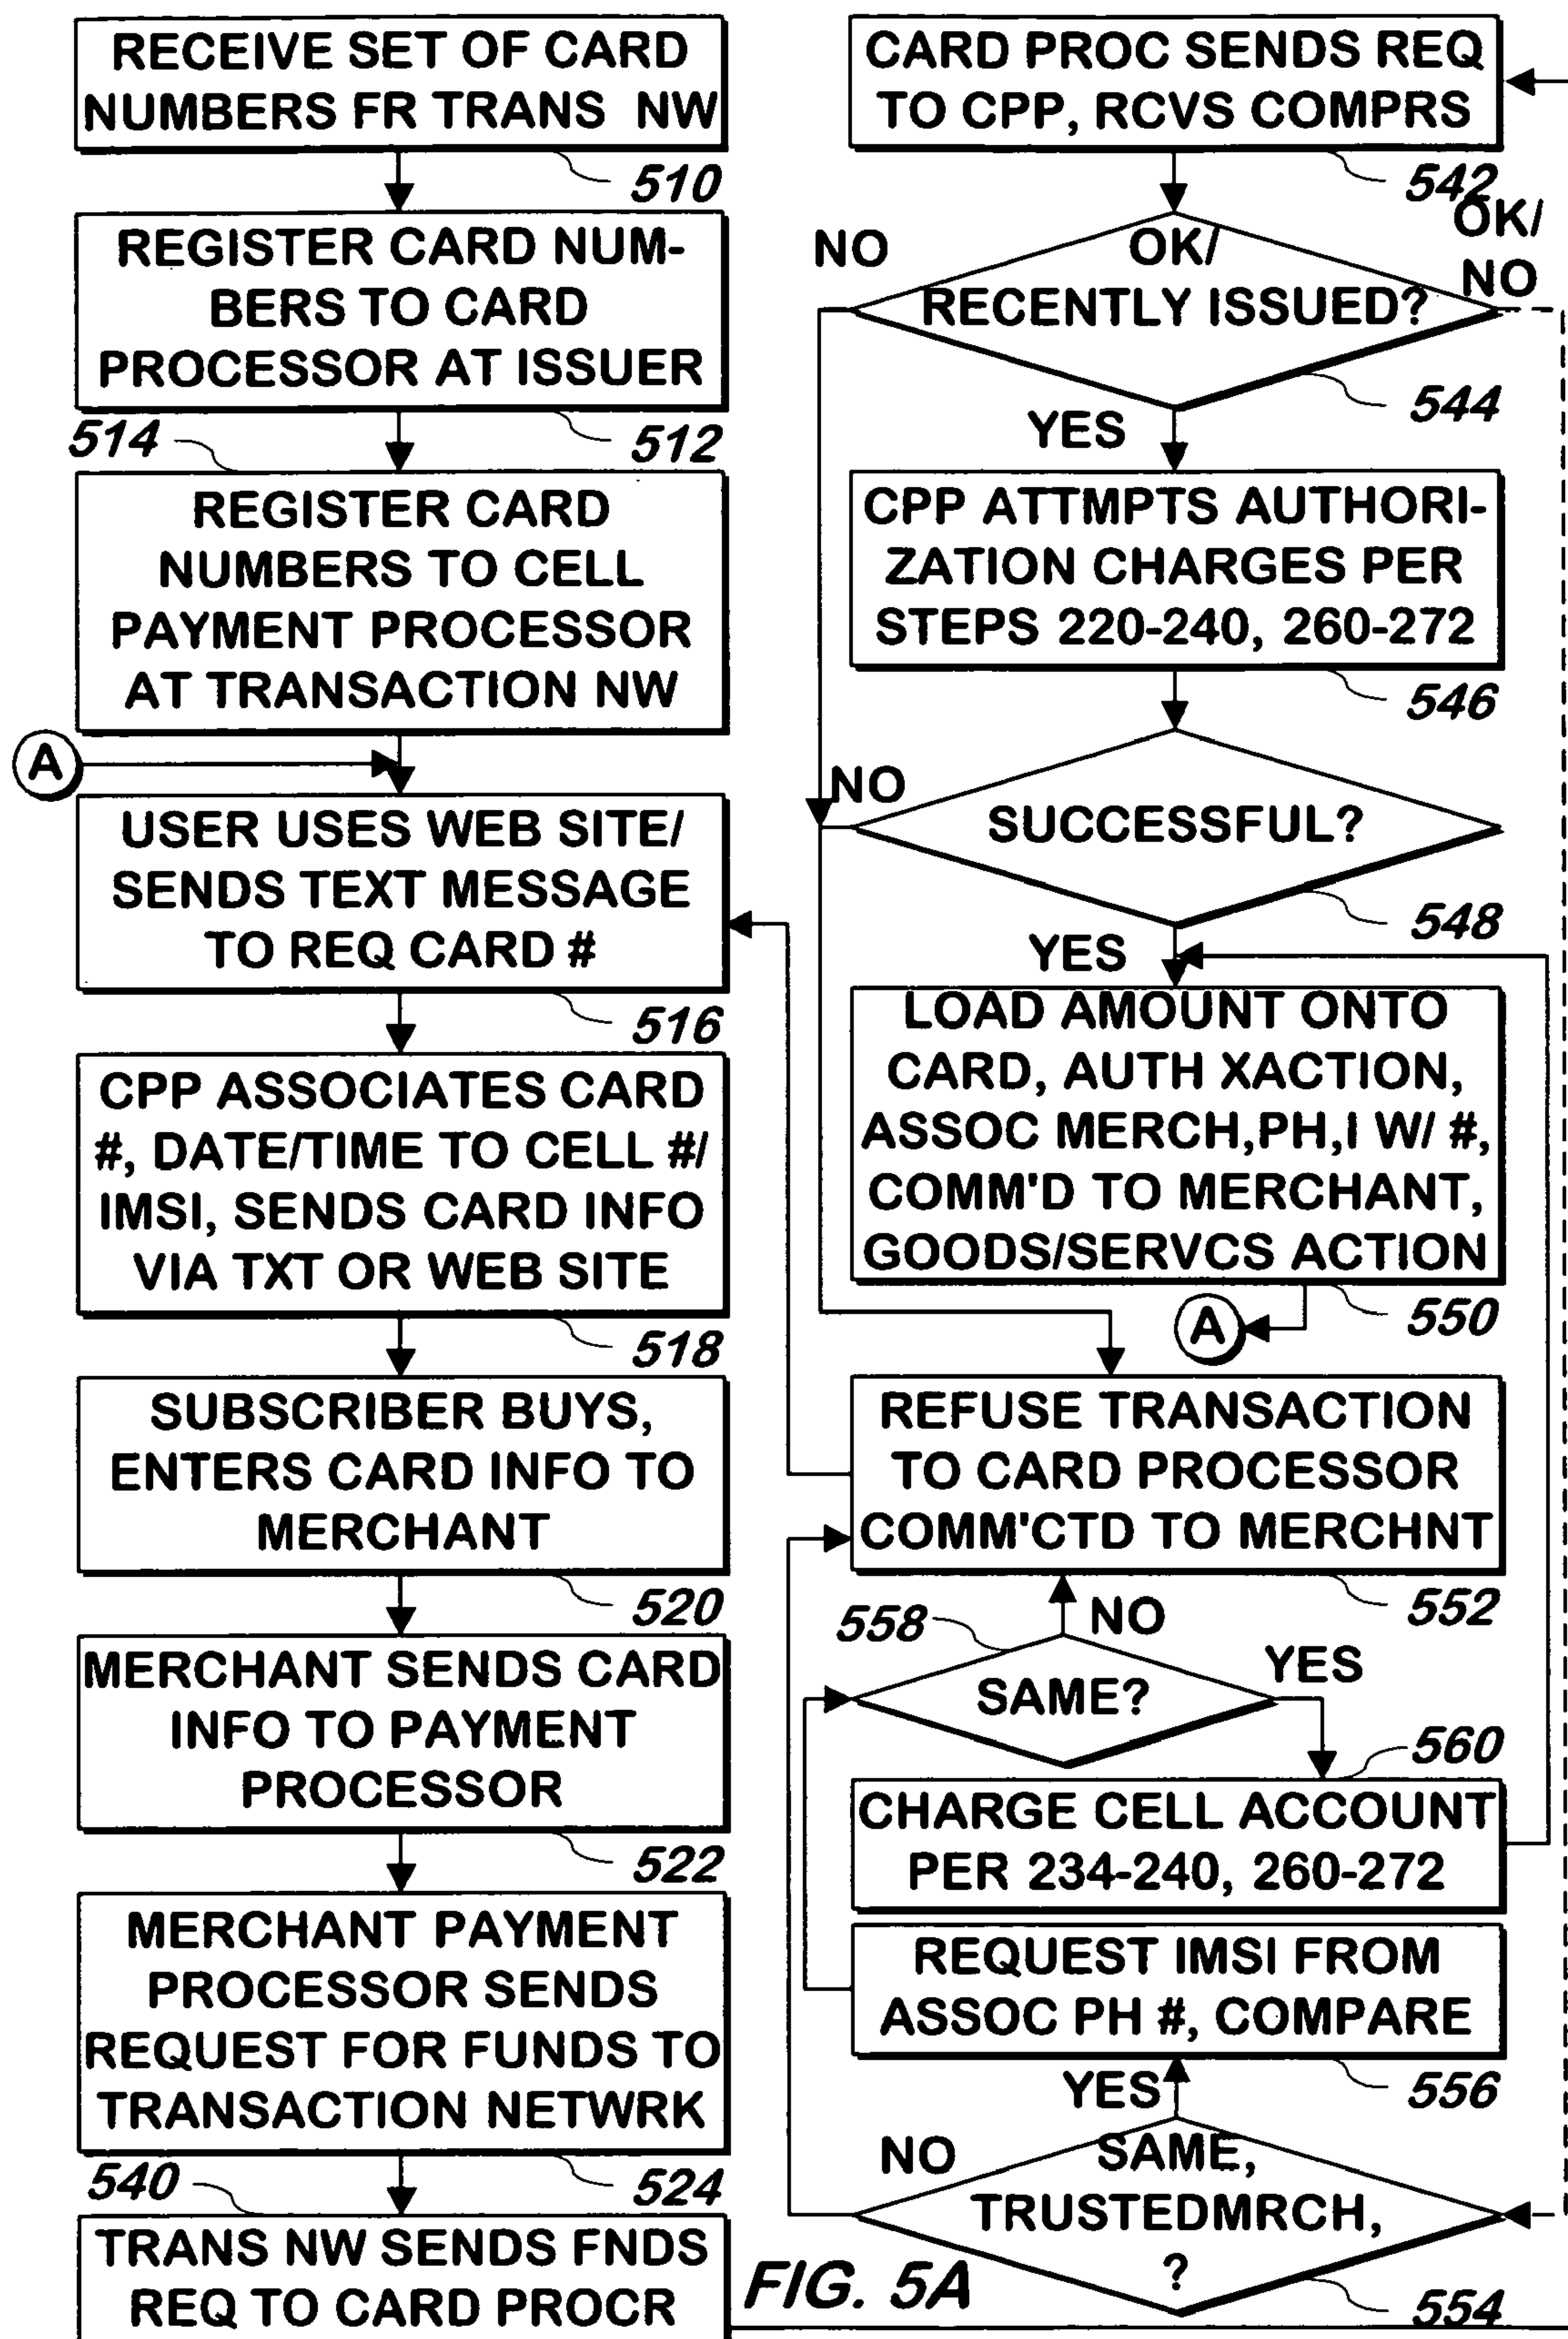 RECEIVE SET OF CARD
NUMBERS FR TRANS NW
510
REGISTER CARD NUM-
BERS TO CARD
PROCESSOR AT ISSUER
512
514
REGISTER CARD
NUMBERS TO CELL
PAYMENT PROCESSOR
AT TRANSACTION NW
A
USER USES WEB SITE/
SENDS TEXT MESSAGE
TO REQ CARD #
516
CPP ASSOCIATES CARD
#, DATE/TIME TO CELL #/
IMSI, SENDS CARD INFO
VIA TXT OR WEB SITE
518
SUBSCRIBER BUYS,
ENTERS CARD INFO TO
MERCHANT
520
MERCHANT SENDS CARD
INFO TO PAYMENT
PROCESSOR
522
MERCHANT PAYMENT
PROCESSOR SENDS
REQUEST FOR FUNDS TO
TRANSACTION NETWRK
524
540
TRANS NW SENDS FNDS
REQ TO CARD PROCR
CARD PROC SENDS REQ
TO CPP, RCVS COMPRS
542
NO
OK/
RECENTLY ISSUED?
OK/
NO
544
YES
CPP ATTMPTS AUTHORI-
ZATION CHARGES PER
STEPS 220-240, 260-272
546
NO
SUCCESSFUL?
548
YES
LOAD AMOUNT ONTO
CARD, AUTH XACTION,
ASSOC MERCH,PH,I W/ #,
COMM'D TO MERCHANT,
GOODS/SERVCS ACTION
550
A
REFUSE TRANSACTION
TO CARD PROCESSOR
COMM'CTD TO MERCHNT
552
558
NO
SAME?
YES
560
CHARGE CELL ACCOUNT
PER 234-240, 260-272
REQUEST IMSI FROM
ASSOC PH #, COMPARE
556
YES
NO
SAME,
TRUSTEDMRCH,
?
554
FIG. 5A